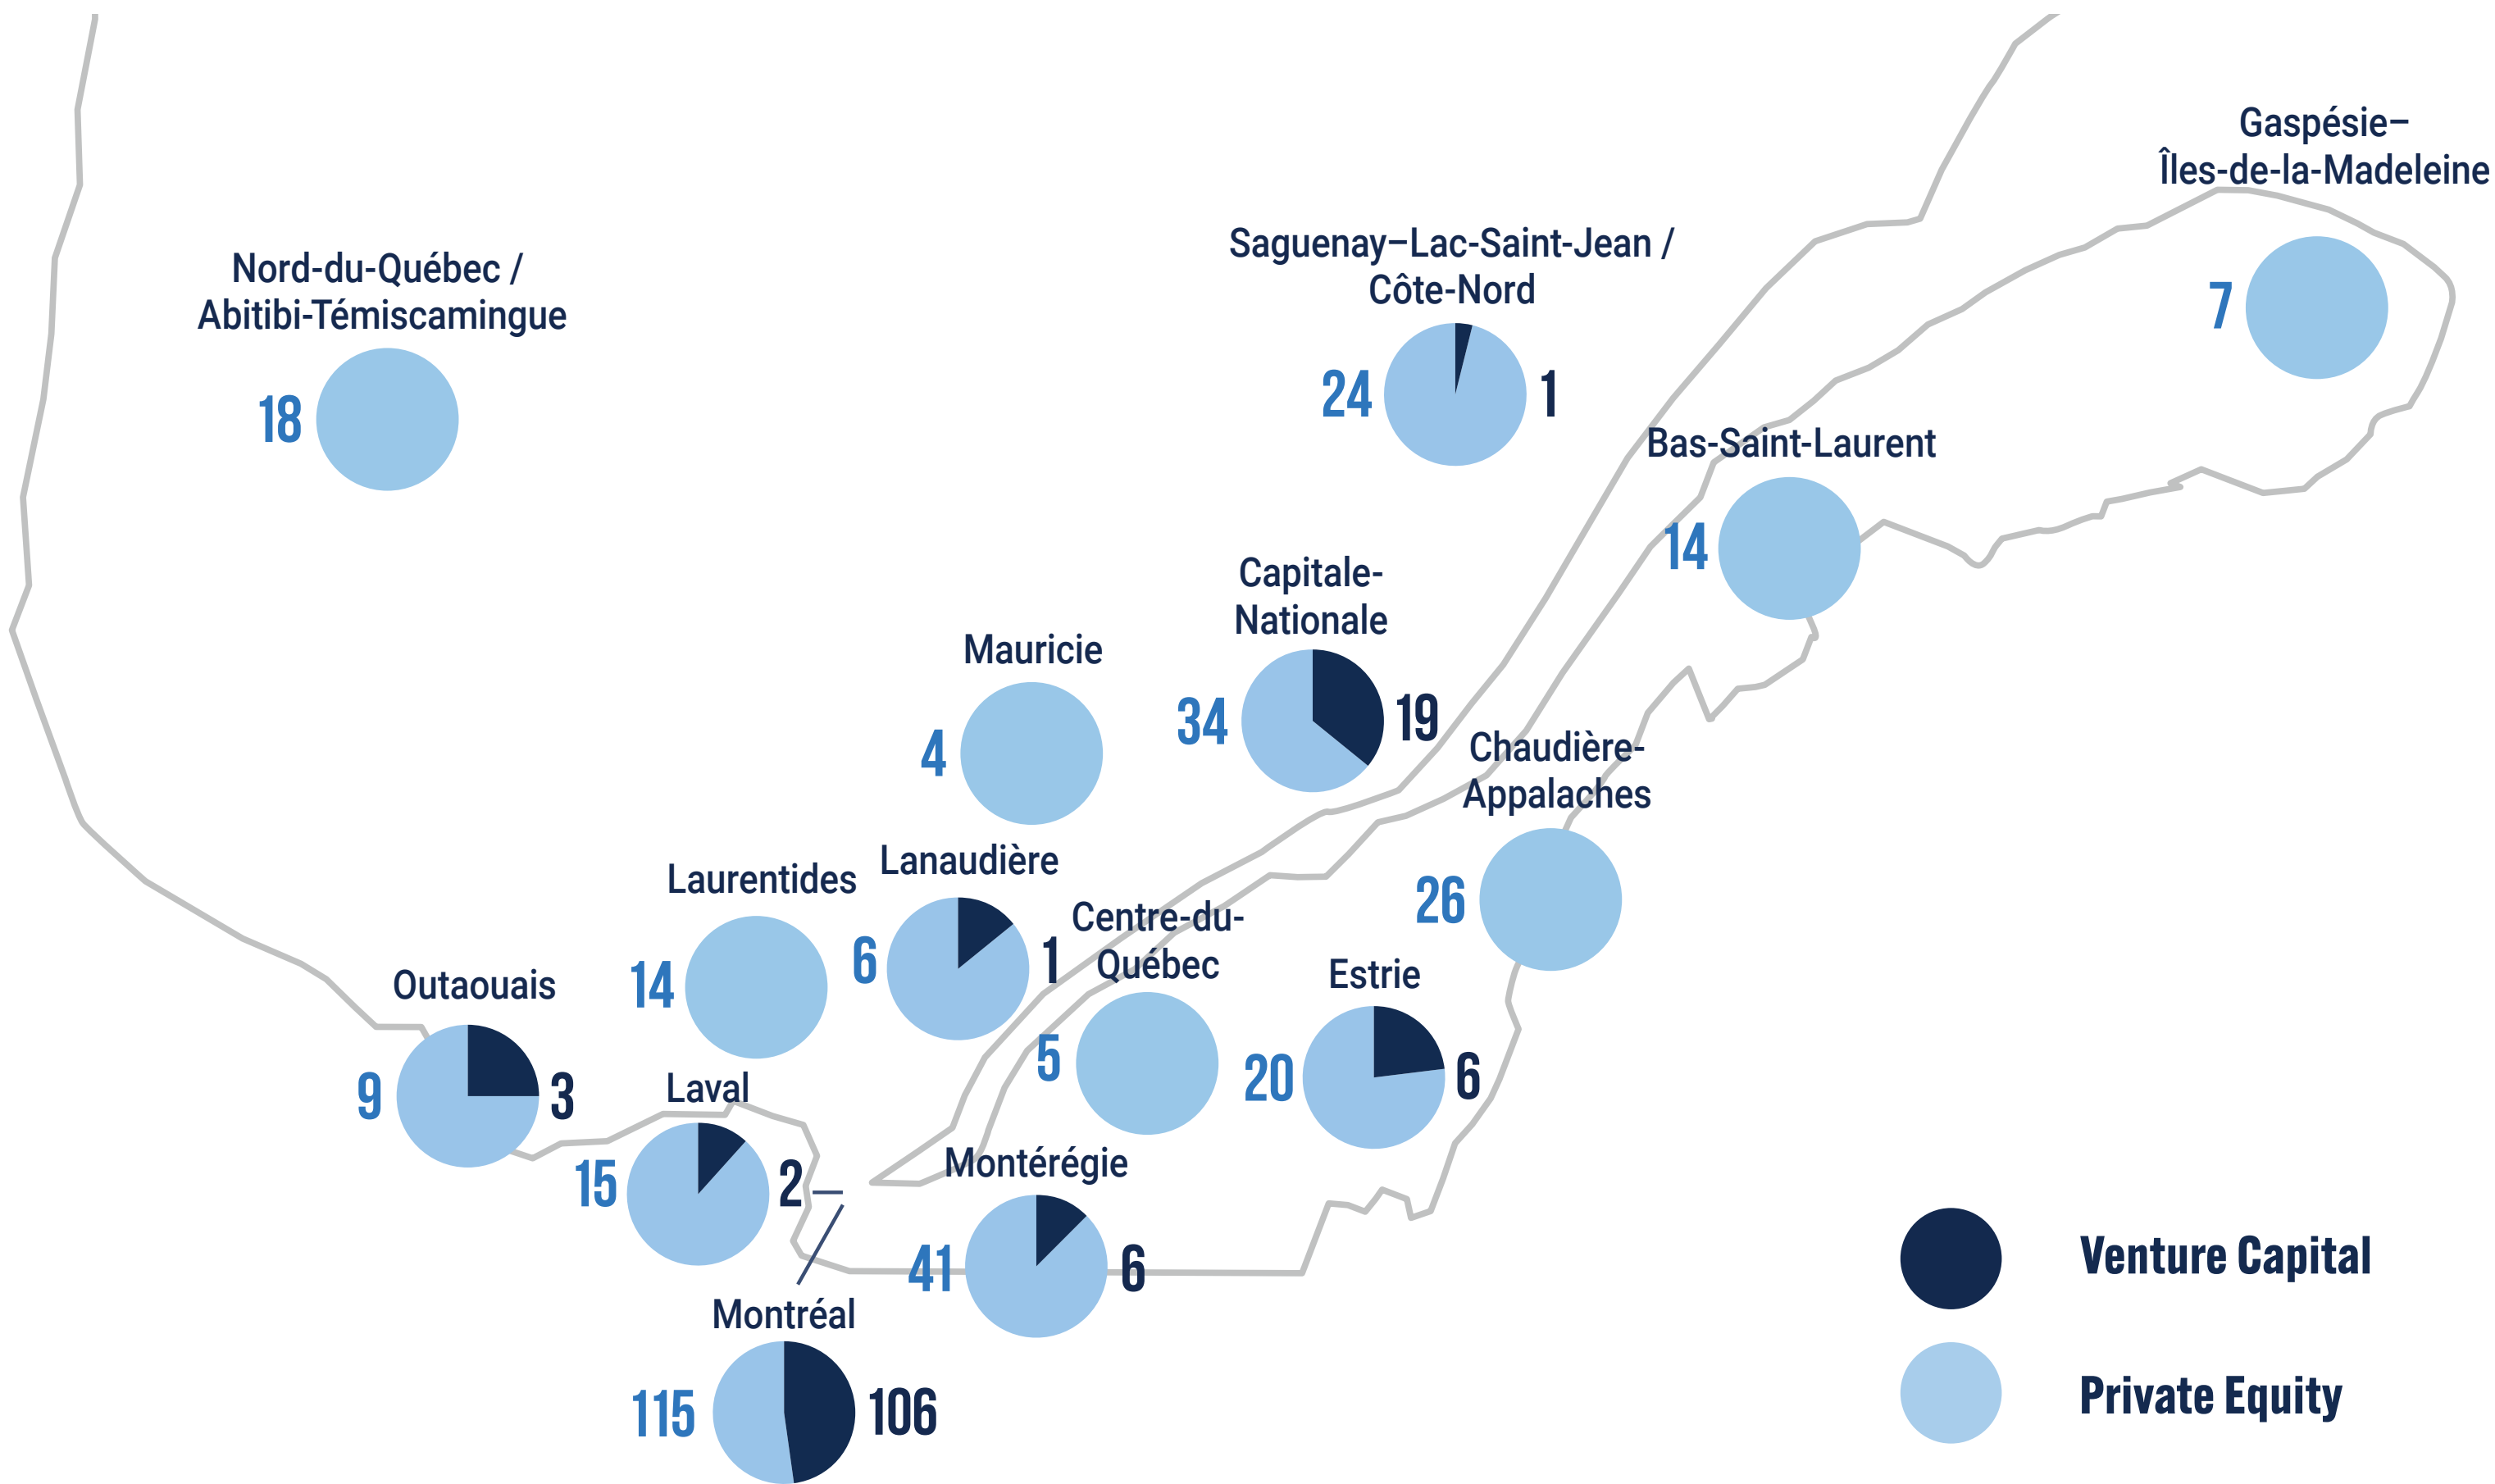 Gaspésie–
Îles-de-la-Madeleine
7
Saguenay–Lac-Saint-Jean /
Côte-Nord
24
1
Nord-du-Québec /
Abitibi-Témiscamingue
18
Bas-Saint-Laurent
14
Capitale-
Nationale
34
19
Mauricie
4
Chaudière-
Appalaches
26
Lanaudière
6
1
Laurentides
14
Centre-du-
Québec
5
Estrie
20
6
Outaouais
9
3
Laval
15
2
Montérégie
41
6
Montréal
115
106
Venture Capital
Private Equity